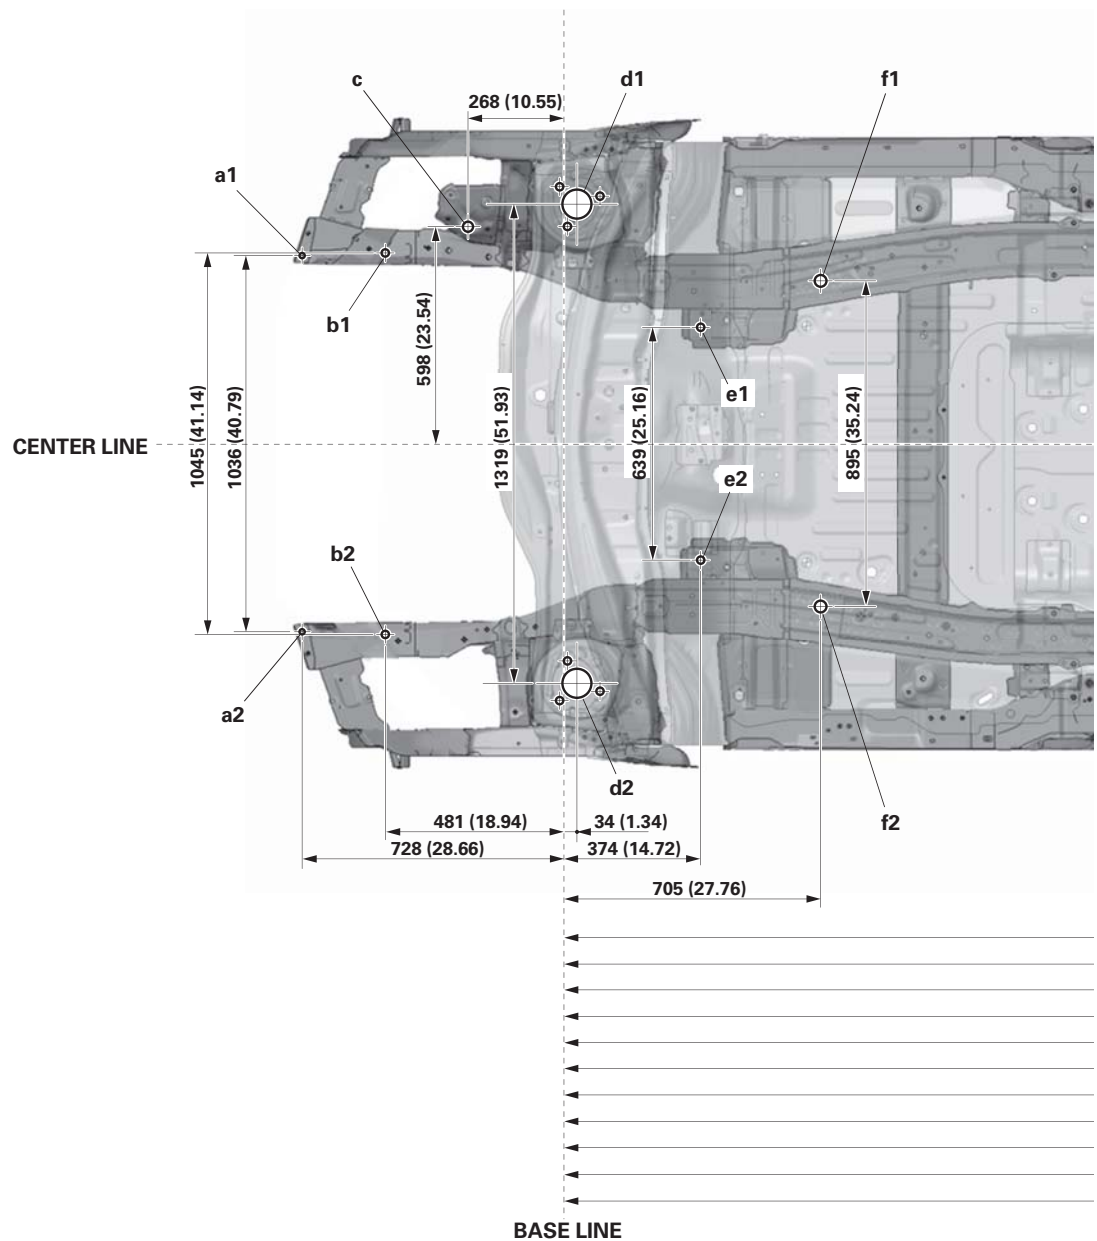 c
d1
f1
268 (10.55)
a1
b1
598 (23.54)
1045 (41.14)
1036 (40.79)
1319 (51.93)
639 (25.16)
e1
895 (35.24)
CENTER LINE
e2
b2
a2
d2
f2
481 (18.94)
34 (1.34)
728 (28.66)
374 (14.72)
705 (27.76)
BASE LINE